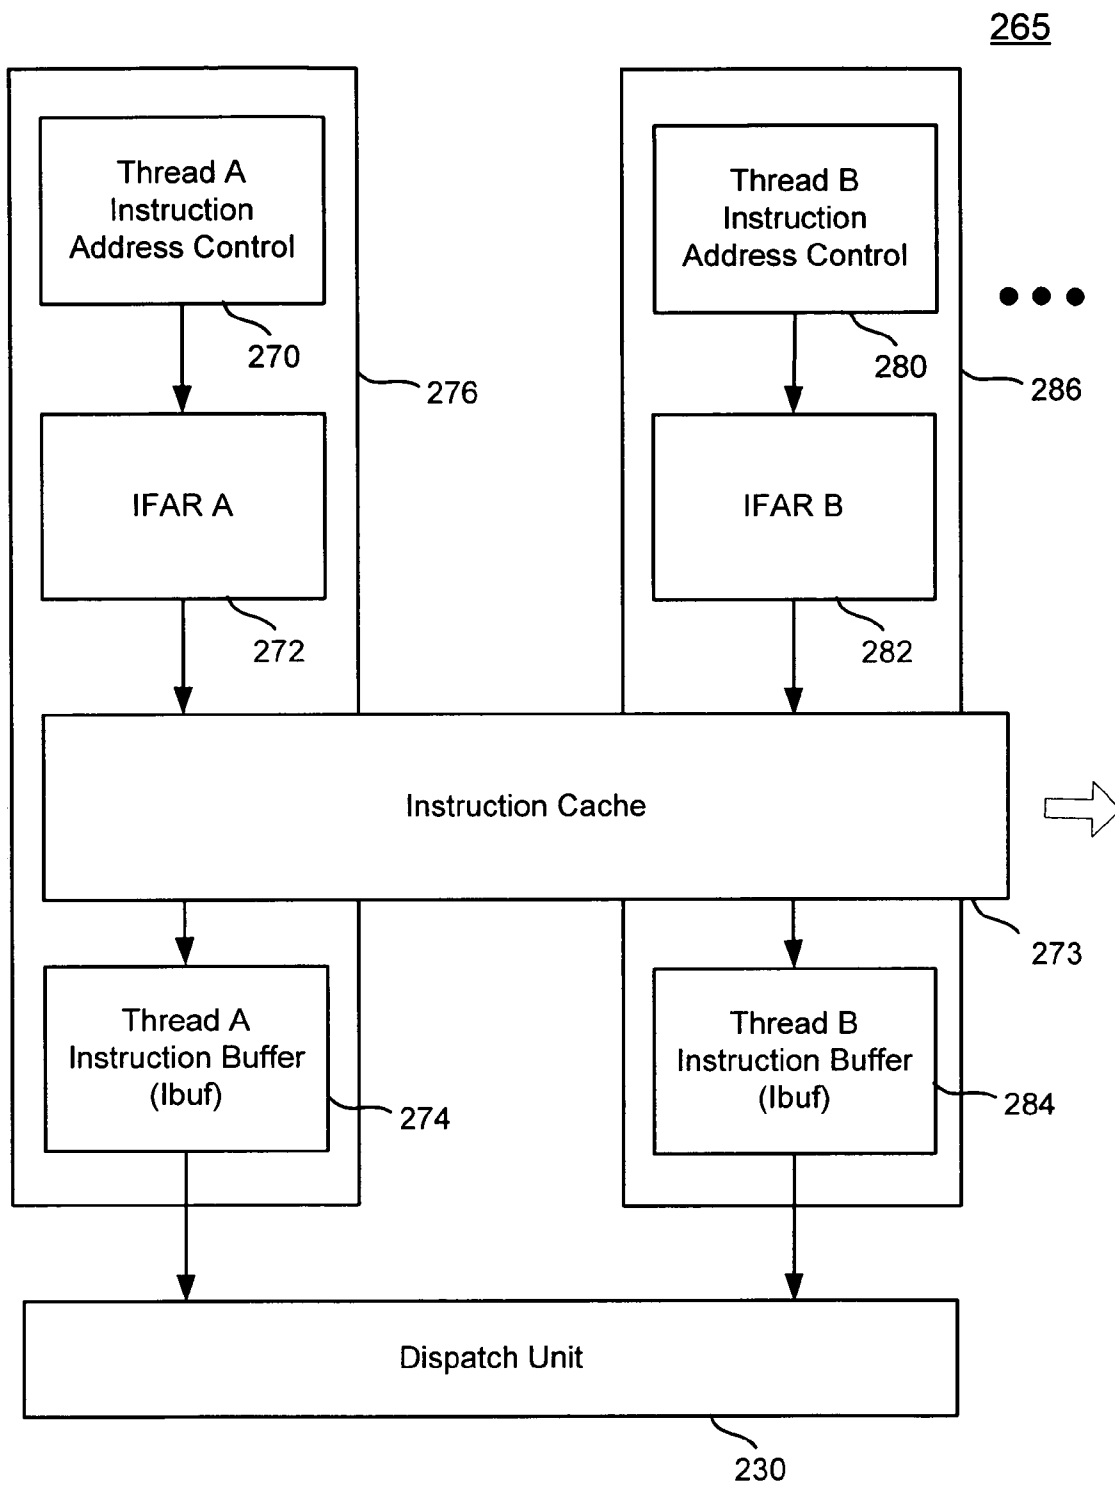 265
Thread A
Instruction
Address Control
270
276
Thread B
Instruction
Address Control
280
286
IFAR A
272
IFAR B
282
Instruction Cache
273
Thread A
Instruction Buffer
(Ibuf)
274
Thread B
Instruction Buffer
(Ibuf)
284
Dispatch Unit
230